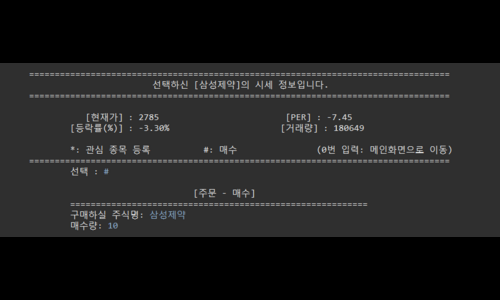 ================================================================================
선택하신 [삼성제약]의 시세 정보입니다.
================================================================================
[현재가] : 2785 [PER] : -7.45
[등락률(%)] : -3.30% [거래량] : 180649
*: 관심 종목 등록 #: 매수 (0번 입력: 메인화면으로 이동)
================================================================================
선택 : #
[주문 - 매수]
==========================================================
구매하실 주식명: 삼성제약
매수량: 10